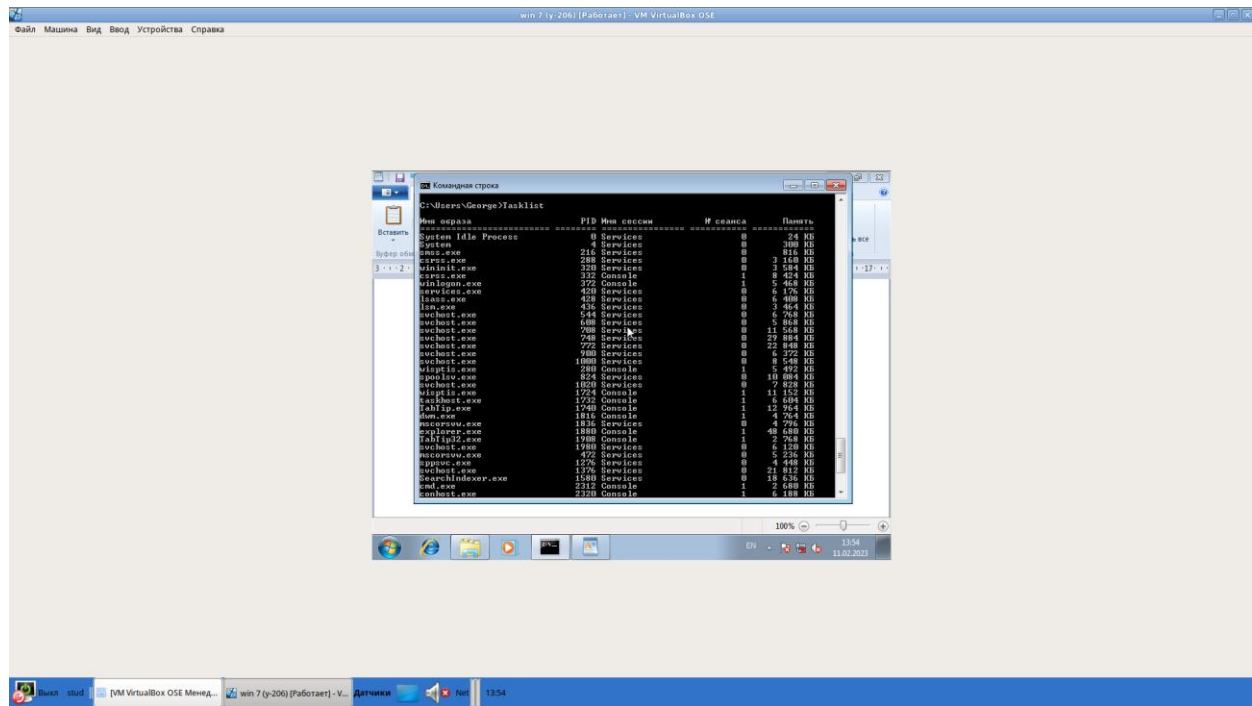 win 7 (y-206) [Работает] - VM VirtualBox OSE
Файл Машина Вид Ввод Устройства Справка
Командная строка
Вставить
C:\Users\George>Tasklist
Имя образа PID Имя сессии № сеанса Память
System Idle Process 0 Services 0 24 КБ
System 4 Services 0 300 КБ
smss.exe 216 Services 0 816 КБ
csrss.exe 288 Services 0 3 160 КБ
wininit.exe 320 Services 0 3 584 КБ
csrss.exe 332 Console 1 8 424 КБ
winlogon.exe 372 Console 1 5 468 КБ
services.exe 420 Services 0 6 176 КБ
lsass.exe 428 Services 0 6 408 КБ
lsm.exe 436 Services 0 3 464 КБ
svchost.exe 544 Services 0 6 768 КБ
svchost.exe 608 Services 0 5 868 КБ
svchost.exe 708 Services 0 11 568 КБ
svchost.exe 748 Services 0 29 884 КБ
svchost.exe 772 Services 0 22 848 КБ
svchost.exe 900 Services 0 6 372 КБ
svchost.exe 1000 Services 0 8 548 КБ
wisptis.exe 280 Console 1 5 492 КБ
spoolsv.exe 824 Services 0 10 084 КБ
svchost.exe 1020 Services 0 7 828 КБ
wisptis.exe 1724 Console 1 11 152 КБ
taskhost.exe 1732 Console 1 6 604 КБ
TabTip.exe 1740 Console 1 12 964 КБ
dwm.exe 1816 Console 1 4 764 КБ
mscorsvw.exe 1836 Services 0 4 796 КБ
explorer.exe 1880 Console 1 48 680 КБ
TabTip32.exe 1908 Console 1 2 768 КБ
svchost.exe 1980 Services 0 6 120 КБ
mscorsvw.exe 472 Services 0 5 236 КБ
sppsvc.exe 1276 Services 0 4 448 КБ
svchost.exe 1376 Services 0 21 812 КБ
SearchIndexer.exe 1580 Services 0 18 636 КБ
cmd.exe 2312 Console 1 2 680 КБ
conhost.exe 2320 Console 1 6 188 КБ
100%
EN 13:54
11.02.2023
Выкл stud [VM VirtualBox OSE Менед... win 7 (y-206) [Работает] - V... Датчики Net 13:54